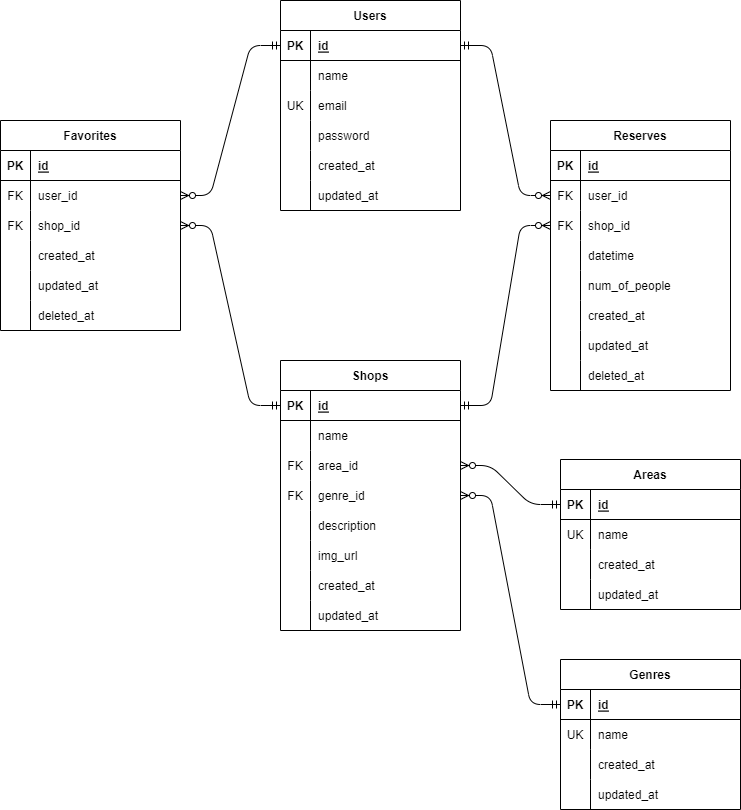 Users
PK id
name
UK email
password
created_at
updated_at
Favorites
PK id
FK user_id
FK shop_id
created_at
updated_at
deleted_at
Reserves
PK id
FK user_id
FK shop_id
datetime
num_of_people
created_at
updated_at
deleted_at
Shops
PK id
name
FK area_id
FK genre_id
description
img_url
created_at
updated_at
Areas
PK id
UK name
created_at
updated_at
Genres
PK id
UK name
created_at
updated_at